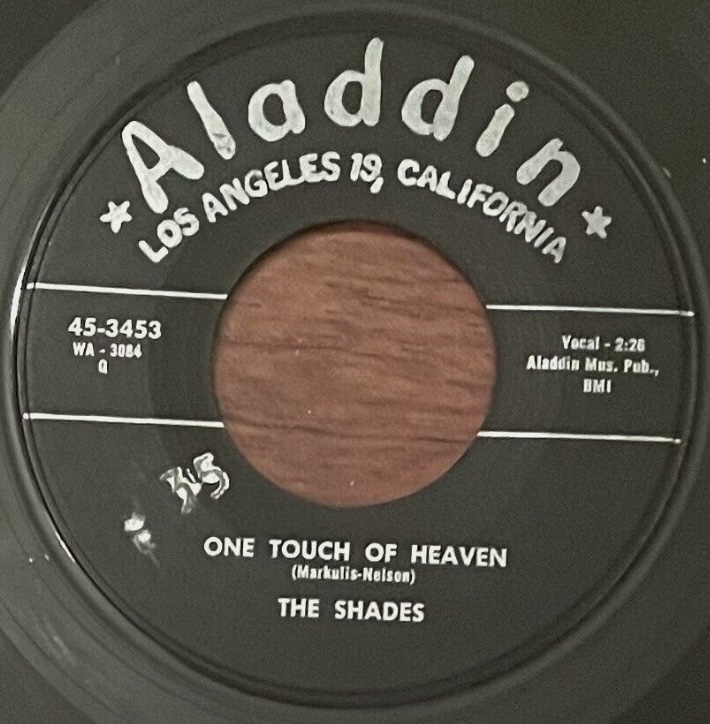 Aladdin
LOS ANGELES 19, CALIFORNIA
45-3453
WA - 3084
Q
Vocal - 2:26
Aladdin Mus. Pub.,
BMI
ONE TOUCH OF HEAVEN
(Markulis-Nelson)
THE SHADES